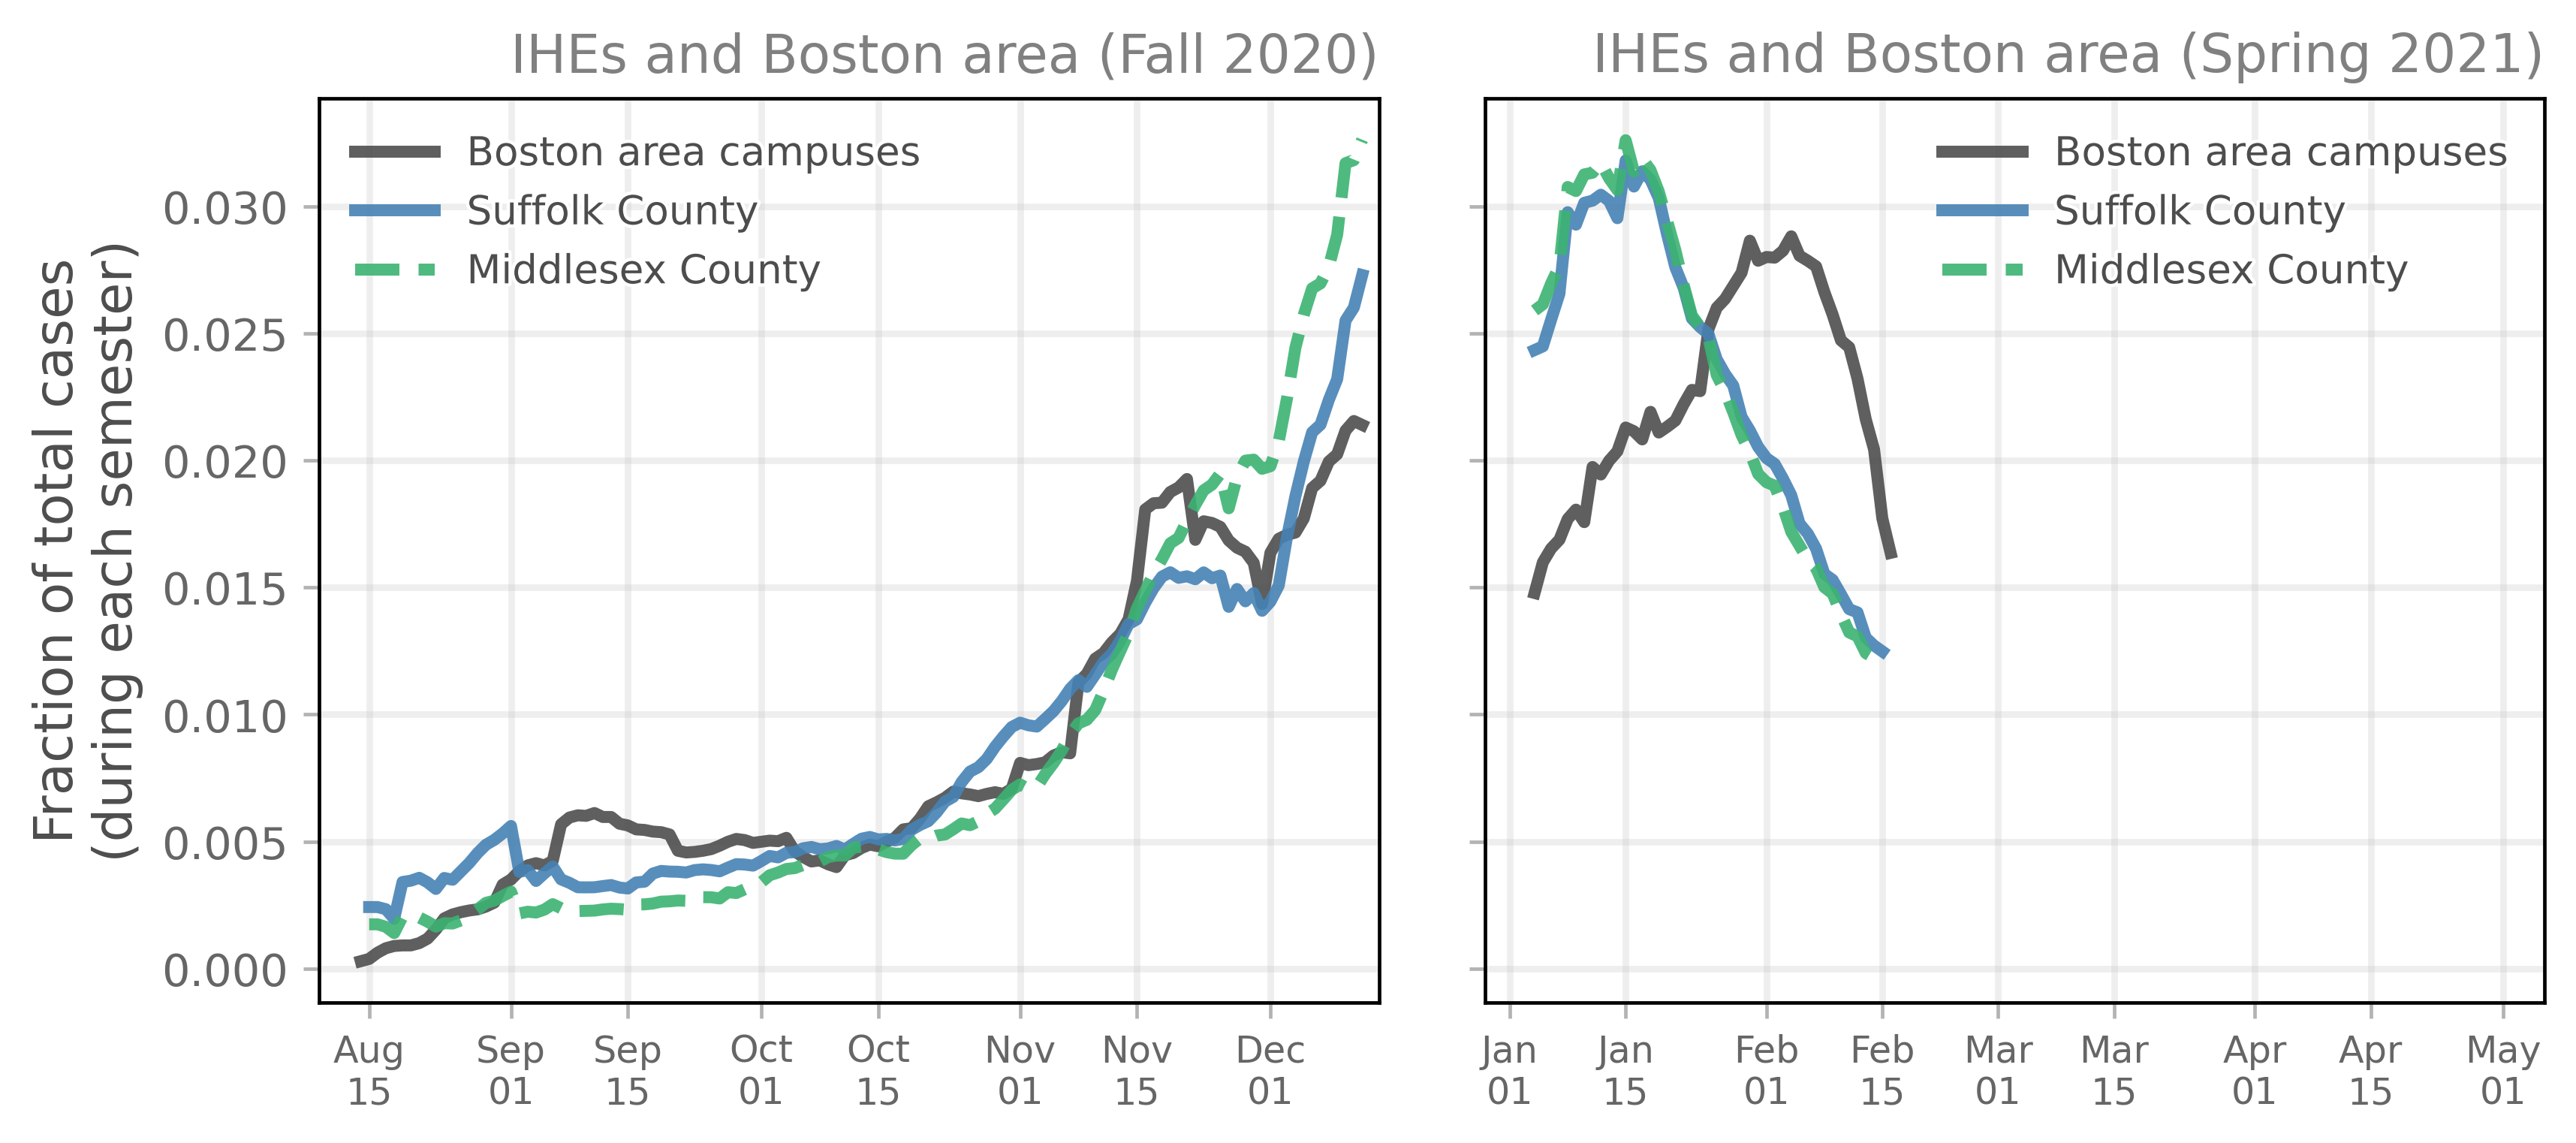 IHEs and Boston area (Fall 2020)
Boston area campuses
Suffolk County
Middlesex County
Fraction of total cases
(during each semester)
0.030
0.025
0.020
0.015
0.010
0.005
0.000
Aug Sep Sep Oct Oct Nov Nov Dec
15 01 15 01 15 01 15 01
IHEs and Boston area (Spring 2021)
Boston area campuses
Suffolk County
Middlesex County
Jan Jan Feb Feb Mar Mar Apr Apr May
01 15 01 15 01 15 01 15 01